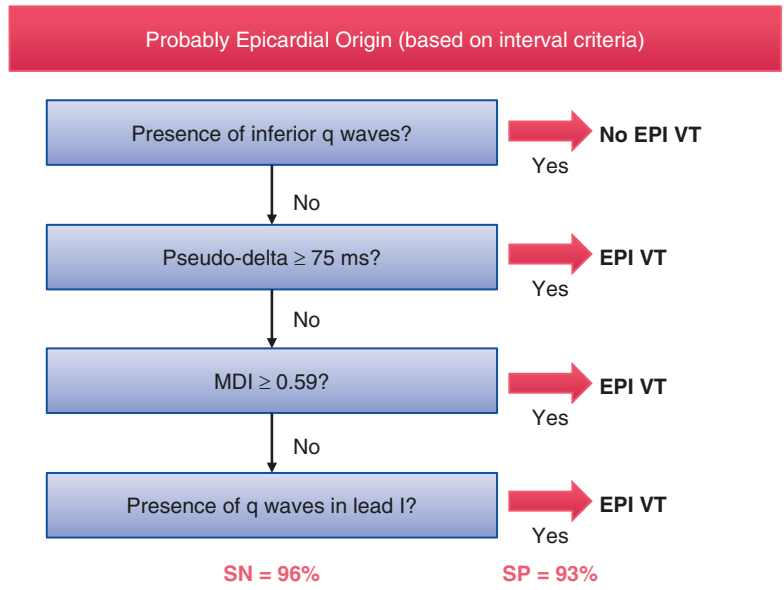 Probably Epicardial Origin (based on interval criteria)
Presence of inferior q waves?
No EPI VT
Yes
No
Pseudo-delta ≥ 75 ms?
EPI VT
Yes
No
MDI ≥ 0.59?
EPI VT
Yes
No
Presence of q waves in lead I?
EPI VT
Yes
SN = 96%
SP = 93%